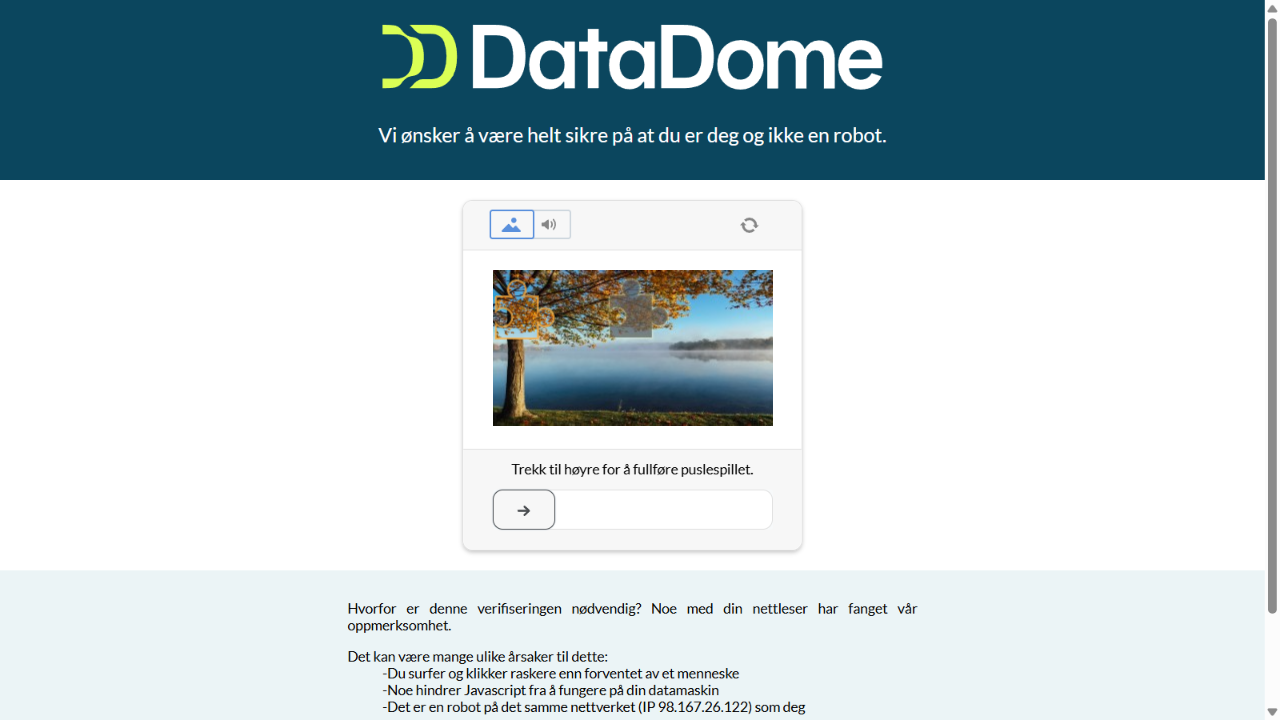 DataDome
Vi ønsker å være helt sikre på at du er deg og ikke en robot.
Trekk til høyre for å fullføre puslespillet.
Hvorfor er denne verifiseringen nødvendig? Noe med din nettleser har fanget vår
oppmerksomhet.
Det kan være mange ulike årsaker til dette:
-Du surfer og klikker raskere enn forventet av et menneske
-Noe hindrer Javascript fra å fungere på din datamaskin
-Det er en robot på det samme nettverket (IP 98.167.26.122) som deg